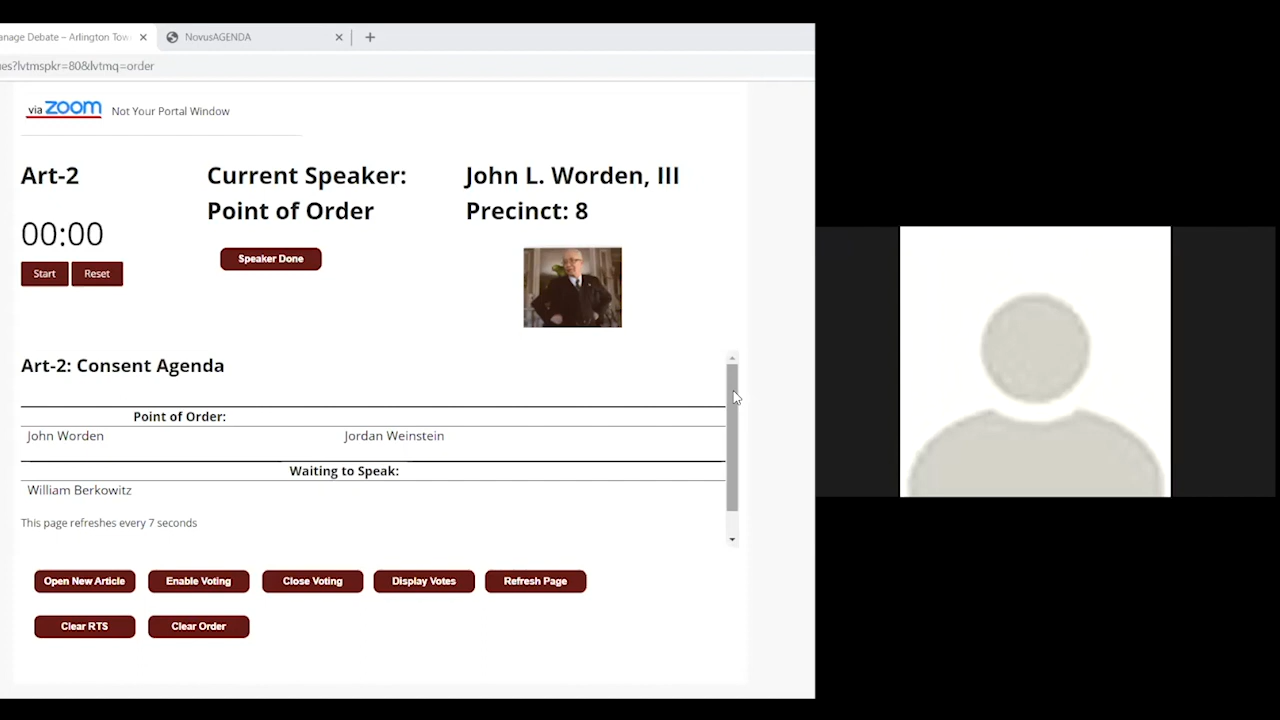 anage Debate – Arlington Tow
NovusAGENDA
ues?lvtmspkr=80&lvtmq=order
via zoom Not Your Portal Window
Art-2 Current Speaker: John L. Worden, III
Point of Order Precinct: 8
00:00
Speaker Done
Start Reset
Art-2: Consent Agenda
Point of Order:
John Worden Jordan Weinstein
Waiting to Speak:
William Berkowitz
This page refreshes every 7 seconds
Open New Article Enable Voting Close Voting Display Votes Refresh Page
Clear RTS Clear Order